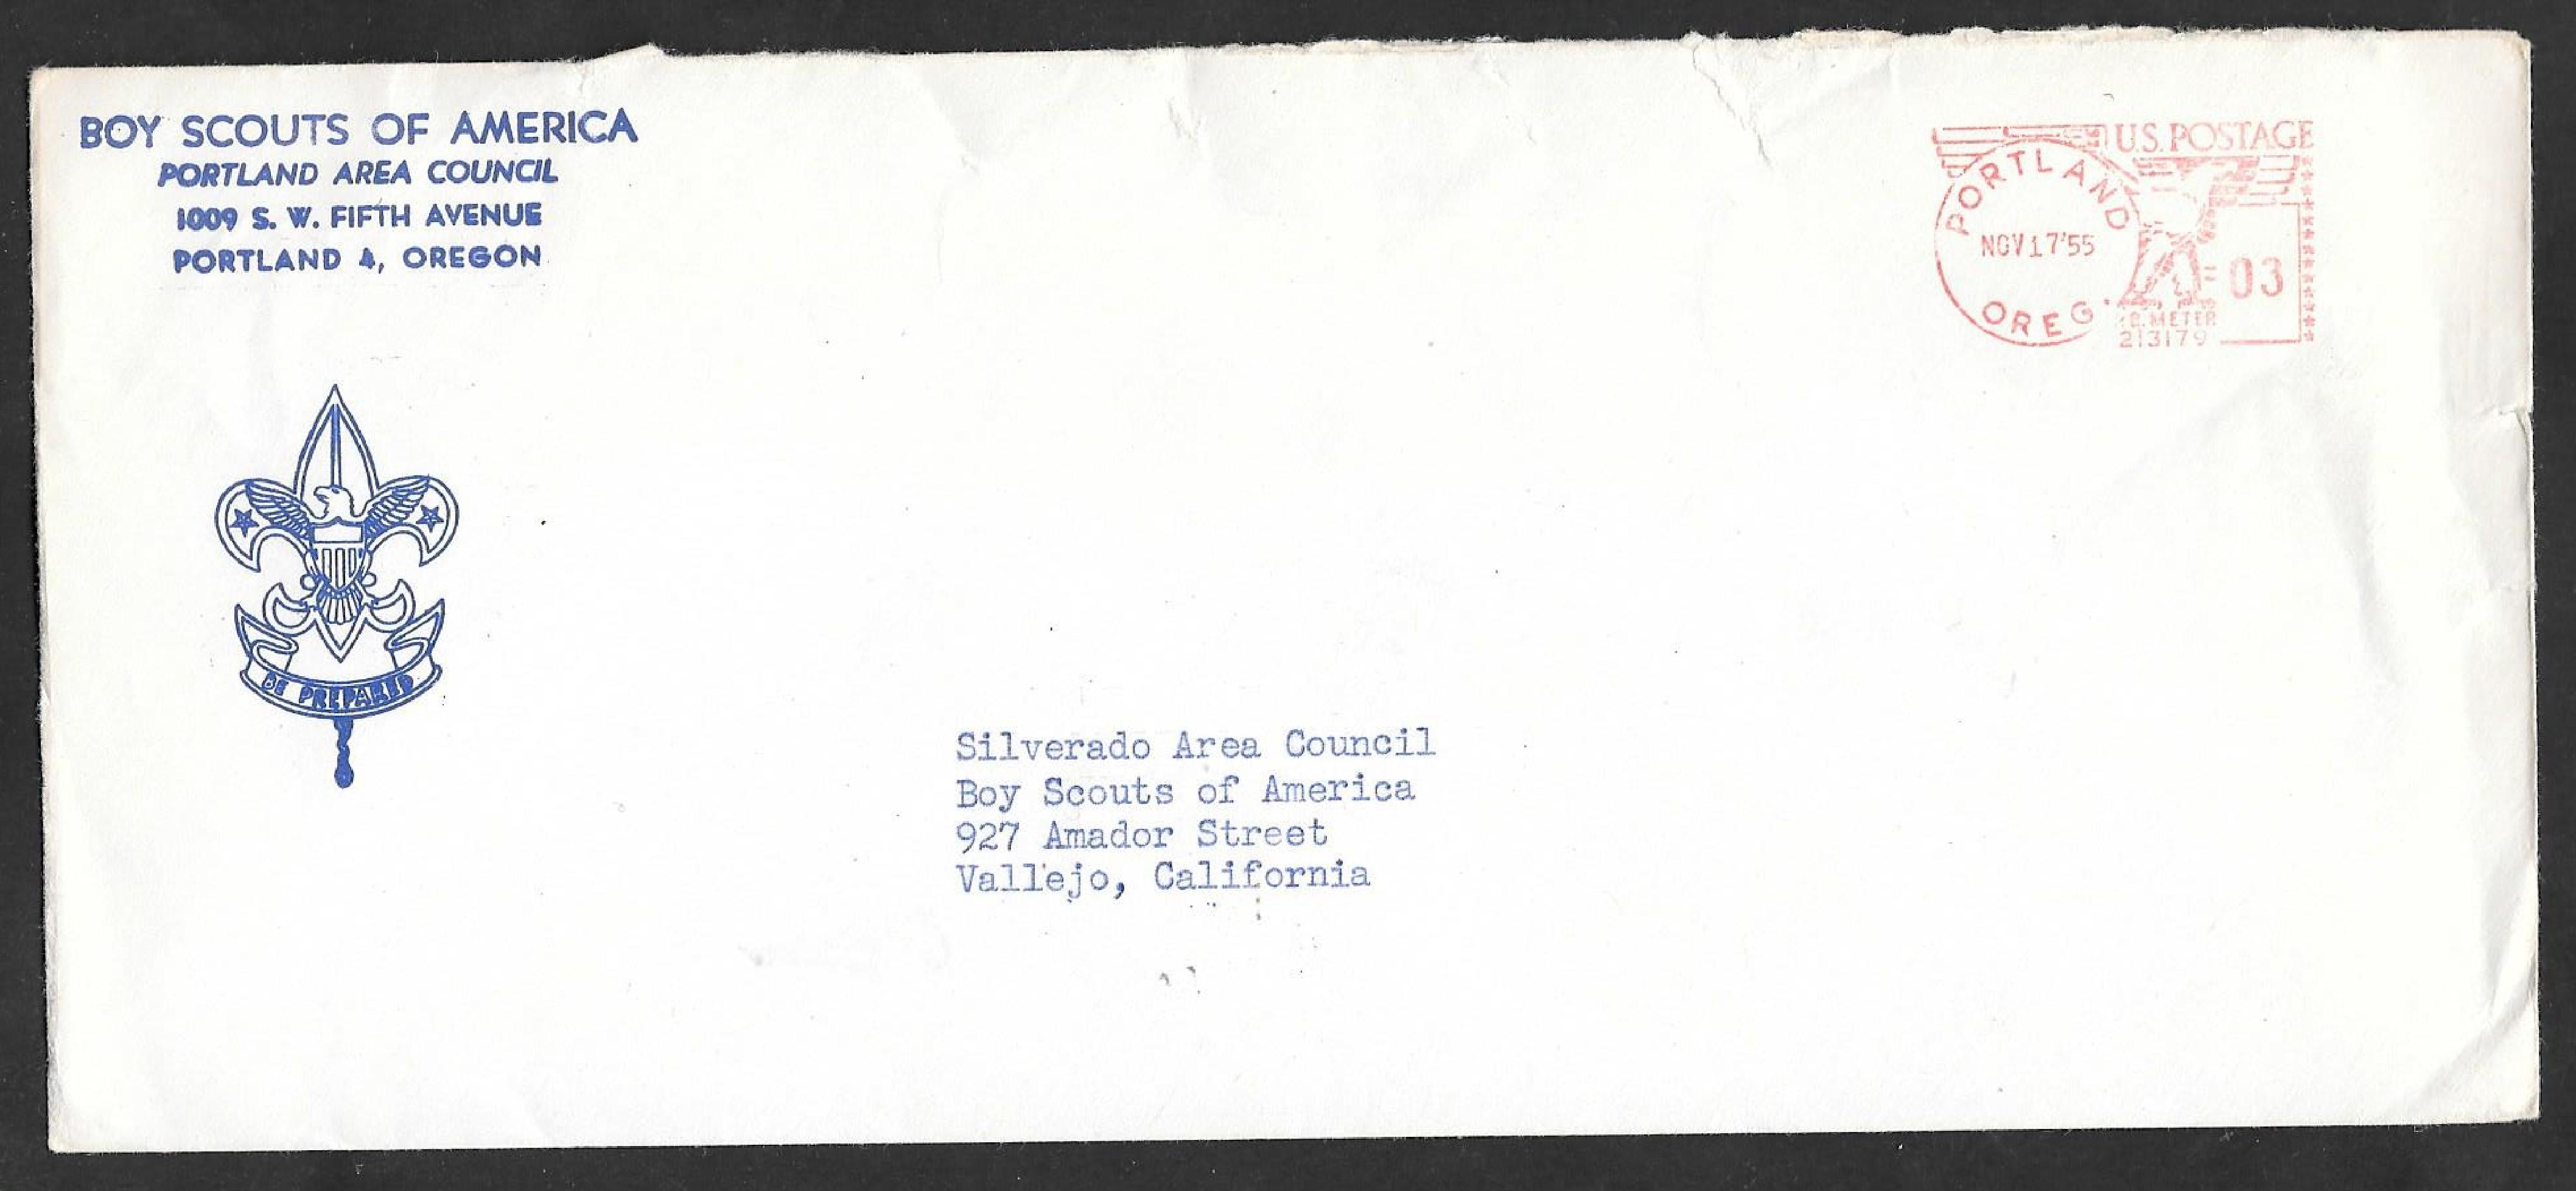 BOY SCOUTS OF AMERICA
PORTLAND AREA COUNCIL
1009 S. W. FIFTH AVENUE
PORTLAND 4, OREGON
U.S. POSTAGE
PORTLAND
NOV 17 '55
OREG.
03
METER
213179
BE PREPARED
Silverado Area Council
Boy Scouts of America
927 Amador Street
Vallejo, California